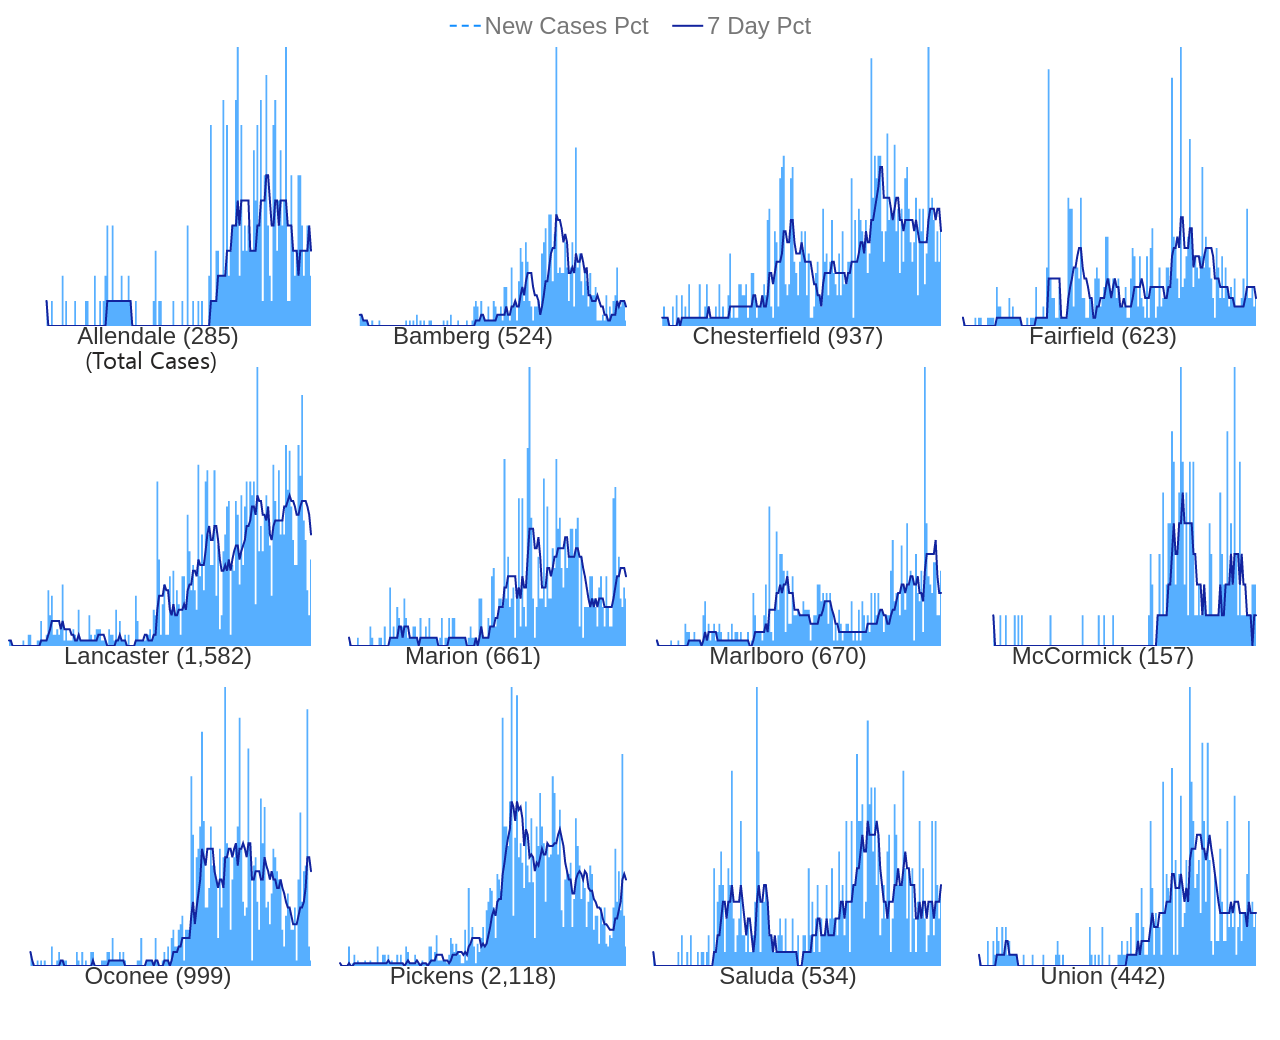 New Cases Pct 7 Day Pct
Allendale (285) Bamberg (524) Chesterfield (937) Fairfield (623)
(Total Cases)
Lancaster (1,582) Marion (661) Marlboro (670) McCormick (157)
Oconee (999) Pickens (2,118) Saluda (534) Union (442)